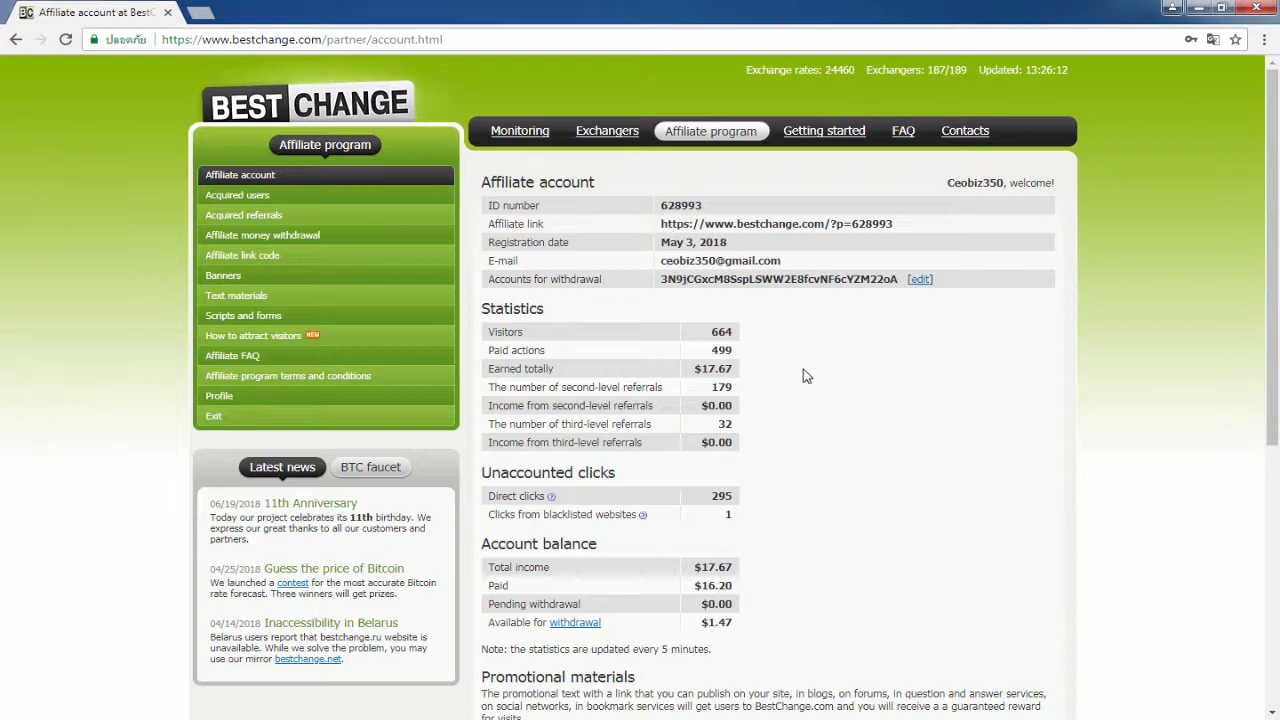 Affiliate account at BestC
ปลอดภัย https://www.bestchange.com/partner/account.html
Exchange rates: 24460 Exchangers: 187/189 Updated: 13:26:12
BEST CHANGE
Monitoring Exchangers Affiliate program Getting started FAQ Contacts
Affiliate program
Affiliate account
Acquired users
Acquired referrals
Affiliate money withdrawal
Affiliate link code
Banners
Text materials
Scripts and forms
How to attract visitors NEW
Affiliate FAQ
Affiliate program terms and conditions
Profile
Exit
Latest news BTC faucet
06/19/2018 11th Anniversary
Today our project celebrates its 11th birthday. We
express our great thanks to all our customers and
partners.
04/25/2018 Guess the price of Bitcoin
We launched a contest for the most accurate Bitcoin
rate forecast. Three winners will get prizes.
04/14/2018 Inaccessibility in Belarus
Belarus users report that bestchange.ru website is
unavailable. While we solve the problem, you may
use our mirror bestchange.net.
Affiliate account Ceobiz350, welcome!
ID number 628993
Affiliate link https://www.bestchange.com/?p=628993
Registration date May 3, 2018
E-mail ceobiz350@gmail.com
Accounts for withdrawal 3N9jCGxcM8SspLSWW2E8fcvNF6cYZM22oA [edit]
Statistics
Visitors 664
Paid actions 499
Earned totally $17.67
The number of second-level referrals 179
Income from second-level referrals $0.00
The number of third-level referrals 32
Income from third-level referrals $0.00
Unaccounted clicks
Direct clicks 295
Clicks from blacklisted websites 1
Account balance
Total income $17.67
Paid $16.20
Pending withdrawal $0.00
Available for withdrawal $1.47
Note: the statistics are updated every 5 minutes.
Promotional materials
The promotional text with a link that you can publish on your site, in blogs, on forums, in question and answer services,
on social networks, in bookmark services will get users to BestChange.com and you will receive a a guaranteed reward
for visits.